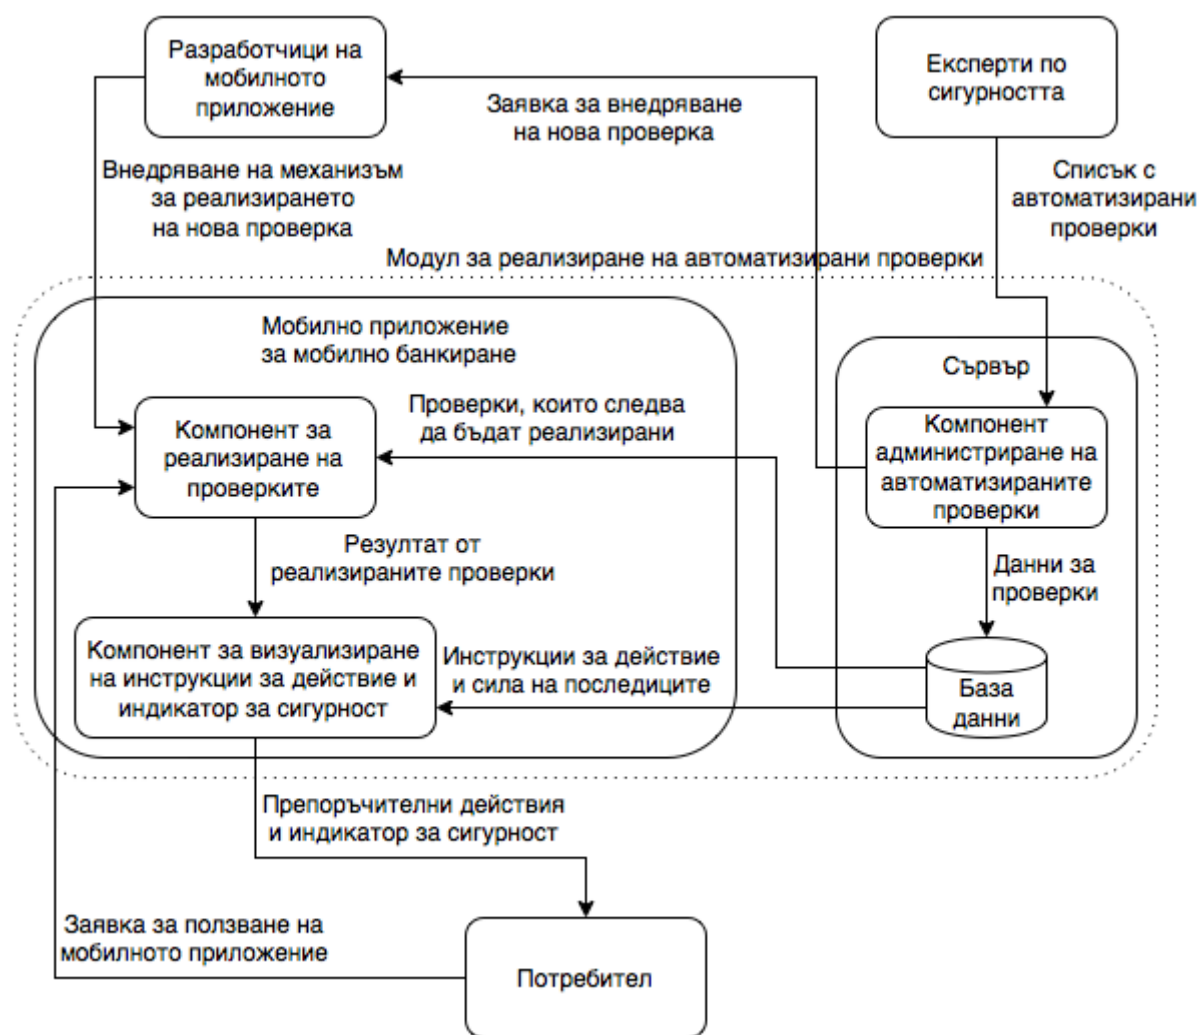 Разработчици на
мобилното
приложение
Експерти по
сигурността
Заявка за внедряване
на нова проверка
Внедряване на механизъм
за реализирането
на нова проверка
Списък с
автоматизирани
проверки
Модул за реализиране на автоматизирани проверки
Мобилно приложение
за мобилно банкиране
Сървър
Проверки, които следва
да бъдат реализирани
Компонент за
реализиране на
проверките
Компонент
администриране на
автоматизираните
проверки
Резултат от
реализираните проверки
Данни за
проверки
Компонент за визуализиране
на инструкции за действие и
индикатор за сигурност
Инструкции за действие
и сила на последиците
База
данни
Препоръчителни действия
и индикатор за сигурност
Заявка за ползване на
мобилното приложение
Потребител